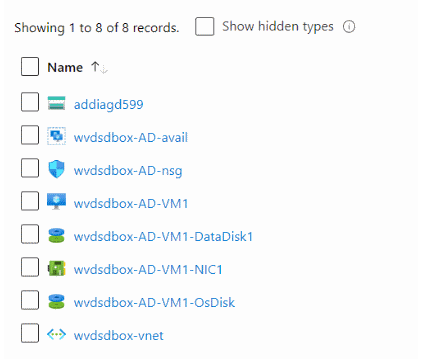 Showing 1 to 8 of 8 records. Show hidden types
Name
addiagd599
wvdsdbox-AD-avail
wvdsdbox-AD-nsg
wvdsdbox-AD-VM1
wvdsdbox-AD-VM1-DataDisk1
wvdsdbox-AD-VM1-NIC1
wvdsdbox-AD-VM1-OsDisk
wvdsdbox-vnet